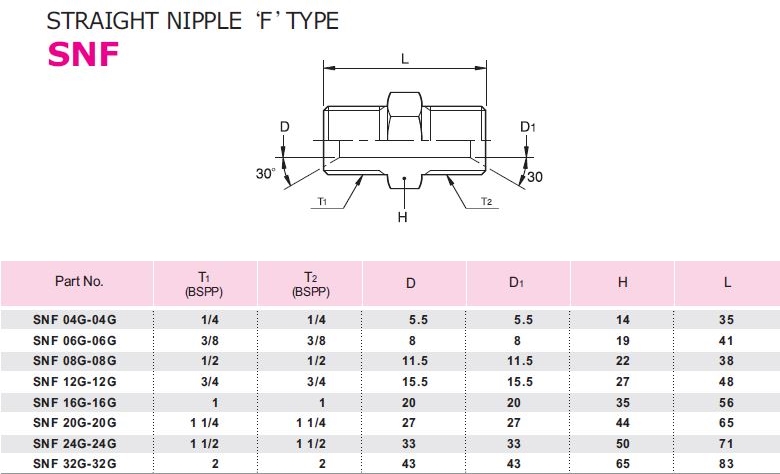 STRAIGHT NIPPLE ‘F’ TYPE
SNF
L
D D1
30° 30
T1 T2
H
Part No. T1 (BSPP) T2 (BSPP) D D1 H L
SNF 04G-04G 1/4 1/4 5.5 5.5 14 35
SNF 06G-06G 3/8 3/8 8 8 19 41
SNF 08G-08G 1/2 1/2 11.5 11.5 22 38
SNF 12G-12G 3/4 3/4 15.5 15.5 27 48
SNF 16G-16G 1 1 20 20 35 56
SNF 20G-20G 1 1/4 1 1/4 27 27 44 65
SNF 24G-24G 1 1/2 1 1/2 33 33 50 71
SNF 32G-32G 2 2 43 43 65 83